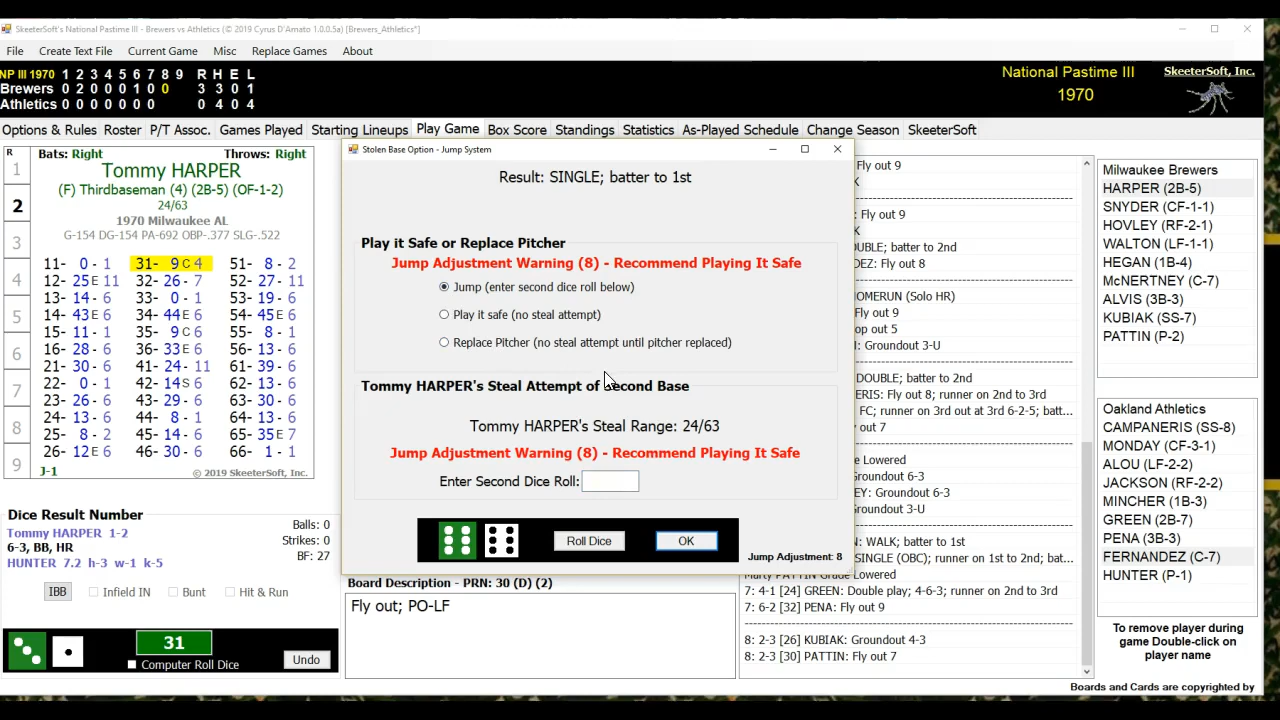 SkeeterSoft's National Pastime III - Brewers vs Athletics (© 2019 Cyrus D'Amato 1.0.0.5a) [Brewers_Athletics*]
File Create Text File Current Game Misc Replace Games About
NP III 1970 1 2 3 4 5 6 7 8 9 R H E L
Brewers 0 2 0 0 0 1 0 0 3 3 0 1
Athletics 0 0 0 0 0 0 0 0 4 0 4
National Pastime III
1970
SkeeterSoft, Inc.
Options & Rules Roster P/T Assoc. Games Played Starting Lineups Play Game Box Score Standings Statistics As-Played Schedule Change Season SkeeterSoft
R
1
2
3
4
5
6
7
8
9
Bats: Right Throws: Right
Tommy HARPER
(F) Thirdbaseman (4) (2B-5) (OF-1-2)
24/63
1970 Milwaukee AL
G-154 DG-154 PA-692 OBP-.377 SLG-.522
11- 0 - 1 31- 9 C 4 51- 8 - 2
12- 25 E 11 32- 26 - 7 52- 27 - 11
13- 14 - 6 33- 0 - 1 53- 19 - 6
14- 43 E 6 34- 44 E 6 54- 45 E 6
15- 11 - 1 35- 9 C 6 55- 8 - 1
16- 28 - 6 36- 33 E 6 56- 13 - 6
21- 30 - 6 41- 24 - 11 61- 30 - 6
22- 0 - 1 42- 14 S 6 62- 13 - 6
23- 26 - 6 43- 29 - 6 63- 30 - 6
24- 13 - 6 44- 8 - 1 64- 13 - 6
25- 8 - 2 45- 14 - 6 65- 35 E 7
26- 12 E 6 46- 30 - 6 66- 1 - 1
J-1 © 2019 SkeeterSoft, Inc.
Dice Result Number
Tommy HARPER 1-2
6-3, BB, HR
HUNTER 7.2 h-3 w-1 k-5
Balls: 0
Strikes: 0
BF: 27
IBB Infield IN Bunt Hit & Run
31
Computer Roll Dice
Undo
Stolen Base Option - Jump System
Result: SINGLE; batter to 1st
Play it Safe or Replace Pitcher
Jump Adjustment Warning (8) - Recommend Playing It Safe
Jump (enter second dice roll below)
Play it safe (no steal attempt)
Replace Pitcher (no steal attempt until pitcher replaced)
Tommy HARPER's Steal Attempt of Second Base
Tommy HARPER's Steal Range: 24/63
Jump Adjustment Warning (8) - Recommend Playing It Safe
Enter Second Dice Roll:
Roll Dice
OK
Jump Adjustment: 8
Board Description - PRN: 30 (D) (2)
Fly out; PO-LF
Fly out 9
K
: Fly out 9
K
UBLE; batter to 2nd
DEZ: Fly out 8
HOMERUN (Solo HR)
Fly out 9
op out 5
I: Groundout 3-U
DOUBLE; batter to 2nd
ERIS: Fly out 8; runner on 2nd to 3rd
FC; runner on 3rd out at 3rd 6-2-5; batt...
out 7
Lowered
Groundout 6-3
EY: Groundout 6-3
Groundout 3-U
WALK; batter to 1st
SINGLE (OBC); runner on 1st to 2nd; bat...
Marty PATTIN Grade Lowered
7: 4-1 [24] GREEN: Double play; 4-6-3; runner on 2nd to 3rd
7: 6-2 [32] PENA: Fly out 9
8: 2-3 [26] KUBIAK: Groundout 4-3
8: 2-3 [30] PATTIN: Fly out 7
Milwaukee Brewers
HARPER (2B-5)
SNYDER (CF-1-1)
HOVLEY (RF-2-1)
WALTON (LF-1-1)
HEGAN (1B-4)
McNERTNEY (C-7)
ALVIS (3B-3)
KUBIAK (SS-7)
PATTIN (P-2)
Oakland Athletics
CAMPANERIS (SS-8)
MONDAY (CF-3-1)
ALOU (LF-2-2)
JACKSON (RF-2-2)
MINCHER (1B-3)
GREEN (2B-7)
PENA (3B-3)
FERNANDEZ (C-7)
HUNTER (P-1)
To remove player during
game Double-click on
player name
Boards and Cards are copyrighted by